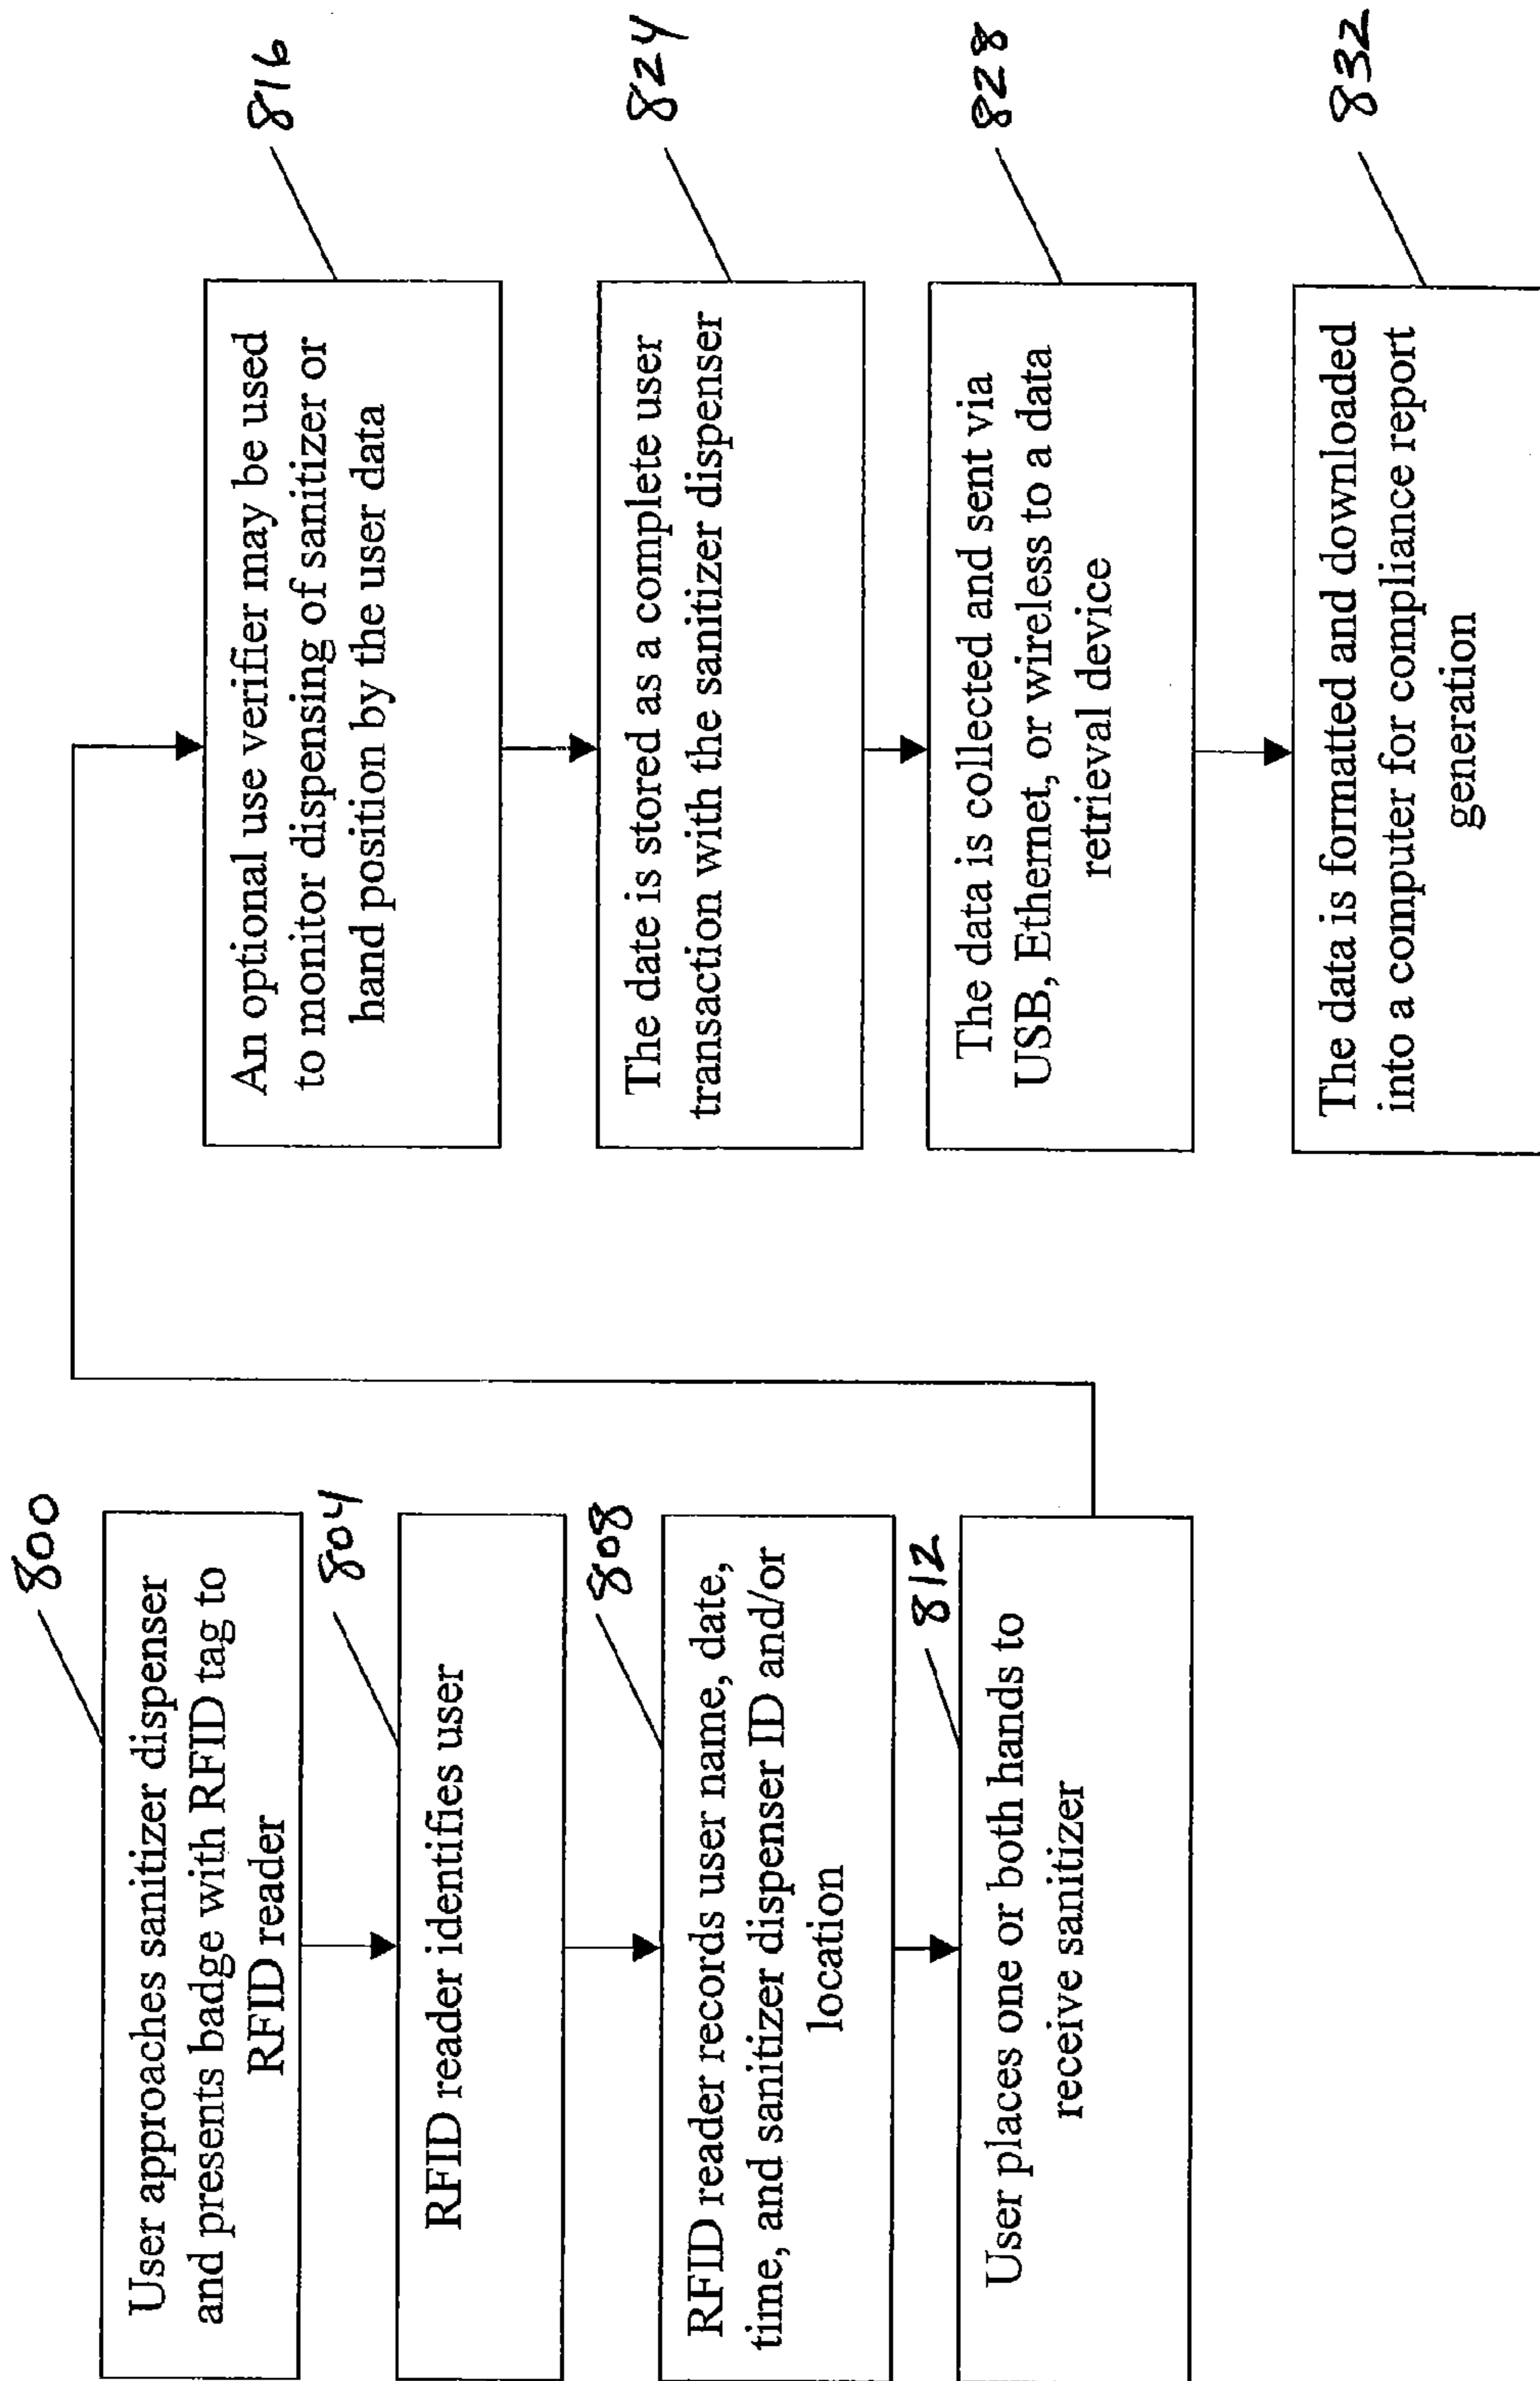 800
User approaches sanitizer dispenser
and presents badge with RFID tag to
RFID reader
804
RFID reader identifies user
808
RFID reader records user name, date,
time, and sanitizer dispenser ID and/or
location
812
User places one or both hands to
receive sanitizer
816
An optional use verifier may be used
to monitor dispensing of sanitizer or
hand position by the user data
824
The date is stored as a complete user
transaction with the sanitizer dispenser
828
The data is collected and sent via
USB, Ethernet, or wireless to a data
retrieval device
832
The data is formatted and downloaded
into a computer for compliance report
generation